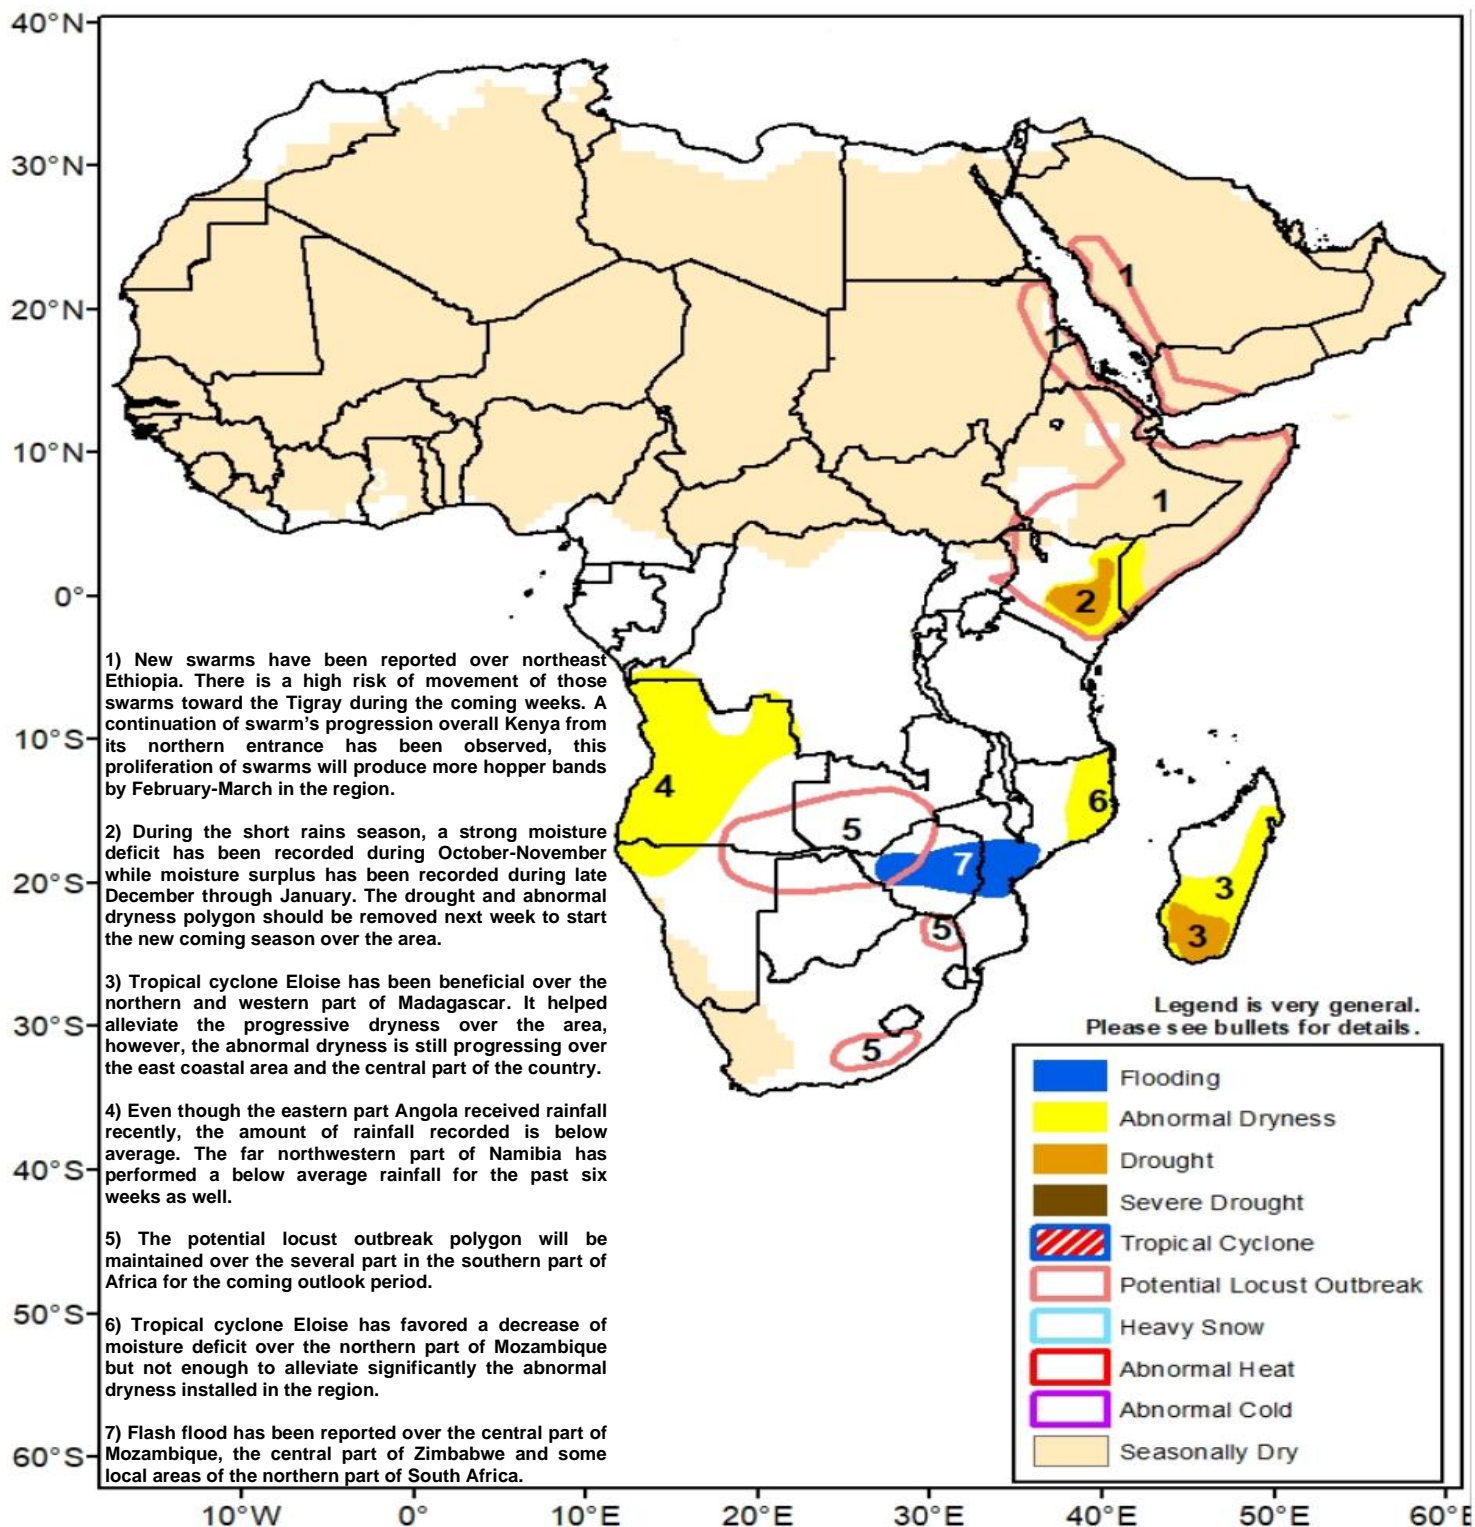 40°N
30°N
20°N
10°N
0°
10°S
20°S
30°S
40°S
50°S
60°S
1
1
1
2
3
4
5
6
7
3
3
5
5
1) New swarms have been reported over northeast
Ethiopia. There is a high risk of movement of those
swarms toward the Tigray during the coming weeks. A
continuation of swarm's progression overall Kenya from
its northern entrance has been observed, this
proliferation of swarms will produce more hopper bands
by February-March in the region.
2) During the short rains season, a strong moisture
deficit has been recorded during October-November
while moisture surplus has been recorded during late
December through January. The drought and abnormal
dryness polygon should be removed next week to start
the new coming season over the area.
3) Tropical cyclone Eloise has been beneficial over the
northern and western part of Madagascar. It helped
alleviate the progressive dryness over the area,
however, the abnormal dryness is still progressing over
the east coastal area and the central part of the country.
4) Even though the eastern part Angola received rainfall
recently, the amount of rainfall recorded is below
average. The far northwestern part of Namibia has
performed a below average rainfall for the past six
weeks as well.
5) The potential locust outbreak polygon will be
maintained over the several part in the southern part of
Africa for the coming outlook period.
6) Tropical cyclone Eloise has favored a decrease of
moisture deficit over the northern part of Mozambique
but not enough to alleviate significantly the abnormal
dryness installed in the region.
7) Flash flood has been reported over the central part of
Mozambique, the central part of Zimbabwe and some
local areas of the northern part of South Africa.
Legend is very general.
Please see bullets for details.
Flooding
Abnormal Dryness
Drought
Severe Drought
Tropical Cyclone
Potential Locust Outbreak
Heavy Snow
Abnormal Heat
Abnormal Cold
Seasonally Dry
10°W
0°
10°E
20°E
30°E
40°E
50°E
60°E